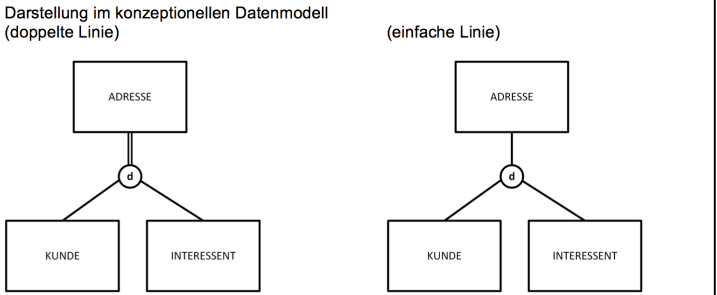 Darstellung im konzeptionellen Datenmodell
(doppelte Linie)
(einfache Linie)
ADRESSE
ADRESSE
d
d
KUNDE
INTERESSENT
KUNDE
INTERESSENT